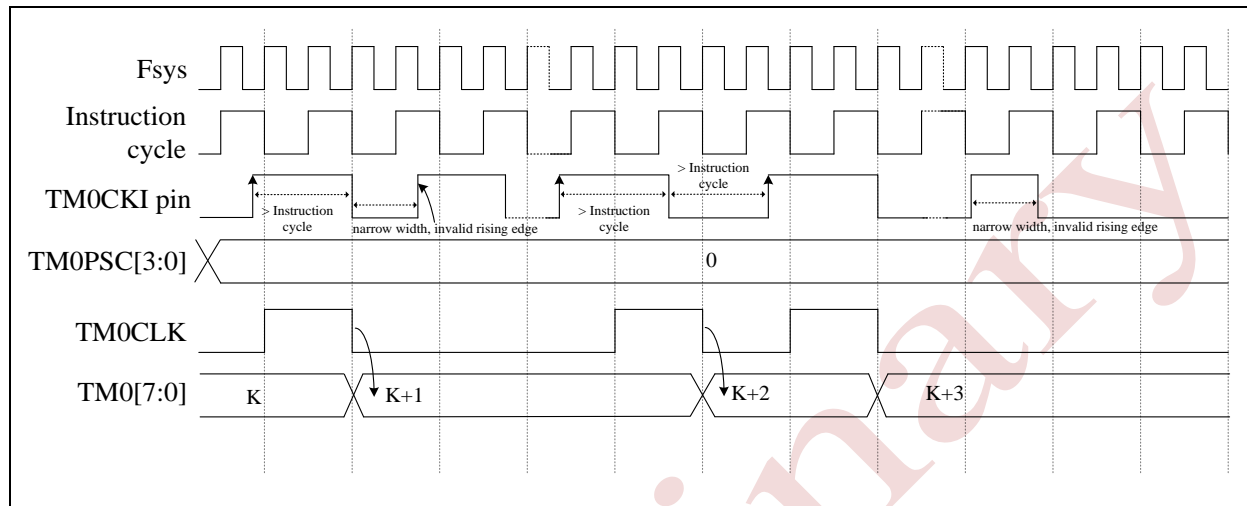 Fsys
Instruction
cycle
> Instruction
cycle
TM0CKI pin
> Instruction
cycle
narrow width, invalid rising edge
> Instruction
cycle
narrow width, invalid rising edge
TM0PSC[3:0]
0
TM0CLK
TM0[7:0]
K
K+1
K+2
K+3
inary